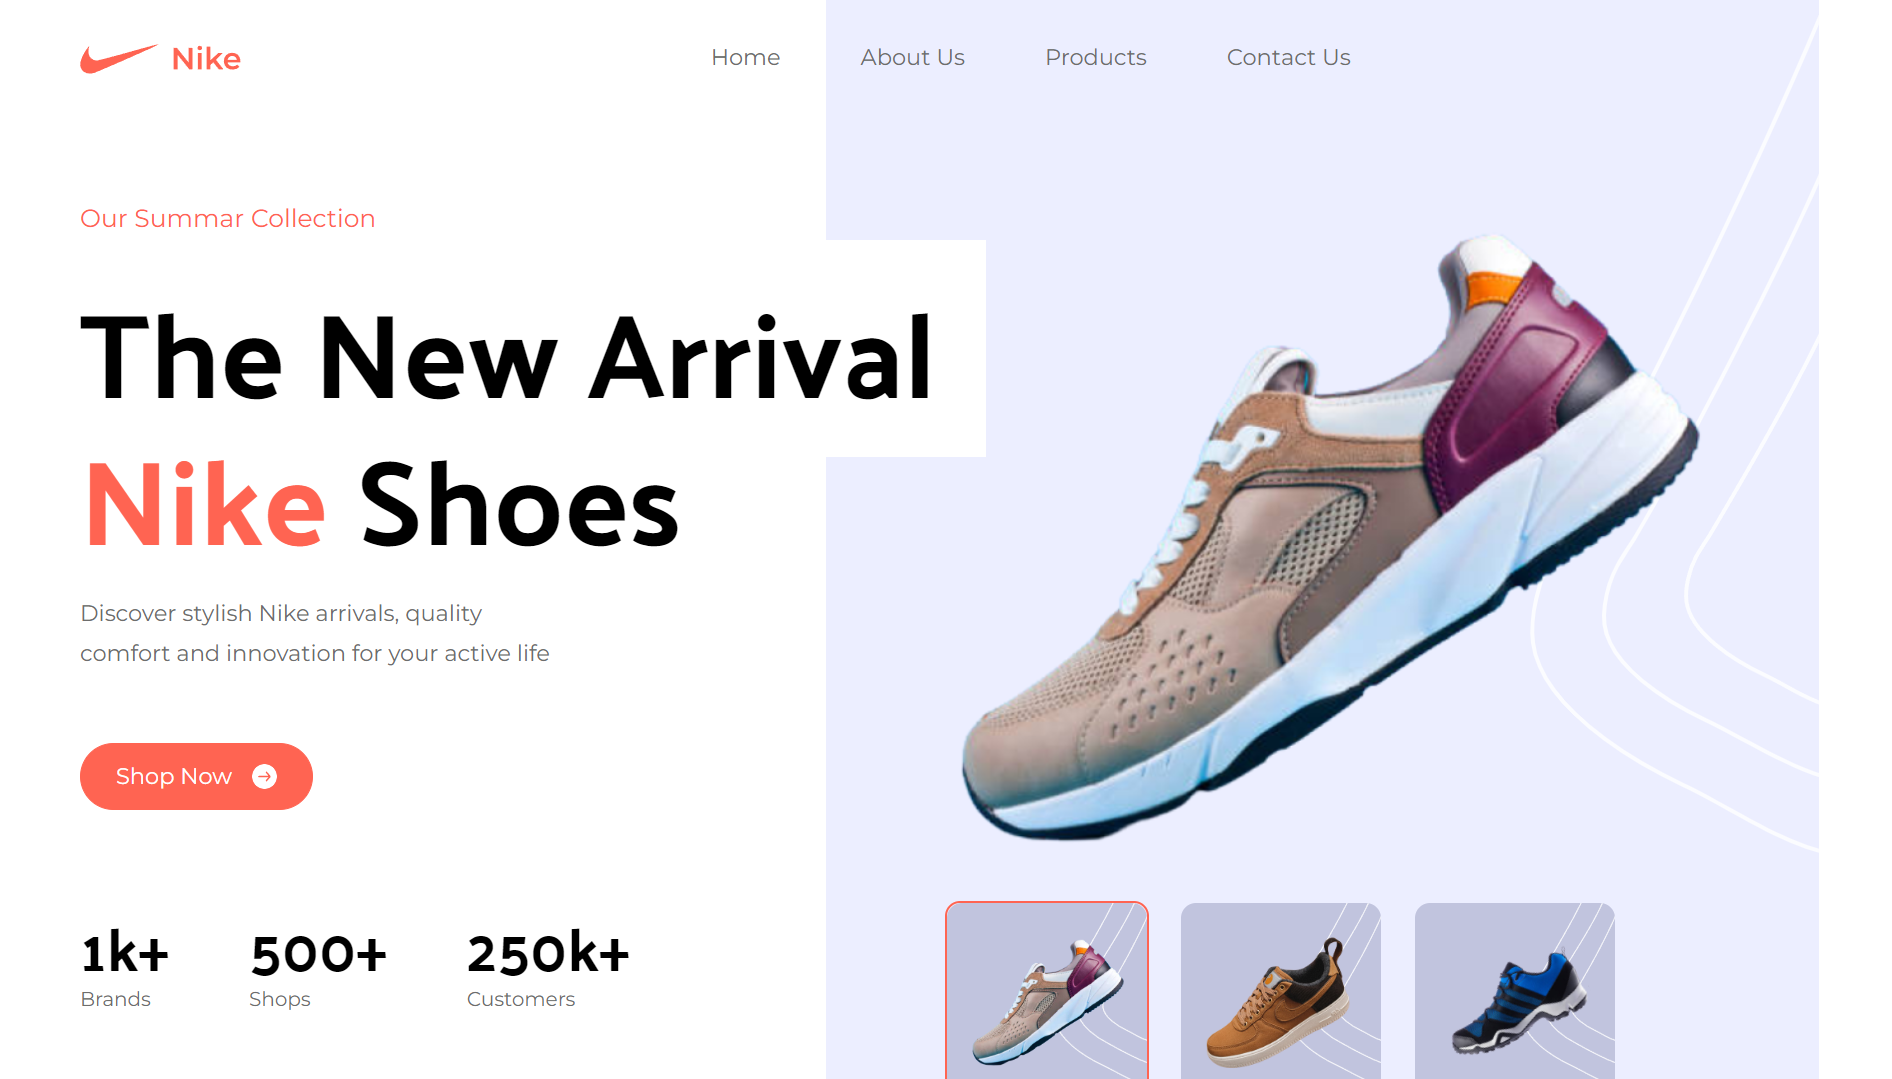 Nike
Home About Us Products Contact Us
Our Summar Collection
The New Arrival
Nike Shoes
Discover stylish Nike arrivals, quality
comfort and innovation for your active life
Shop Now
1k+ 500+ 250k+
Brands Shops Customers